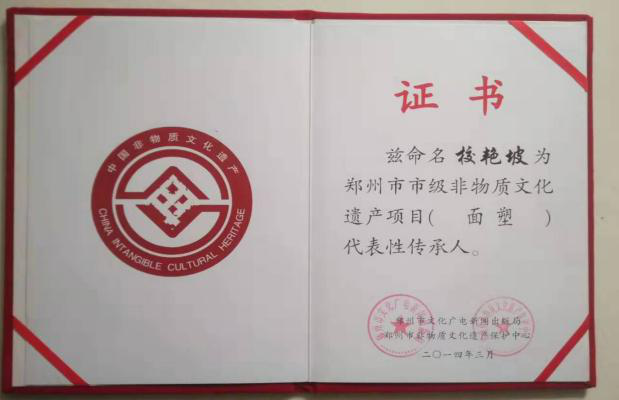 中国非物质文化遗产
CHINA INTANGIBLE CULTURAL HERITAGE
证书
兹命名 校艳坡 为
郑州市市级非物质文化
遗产项目( 面塑 )
代表性传承人。
郑州市文化广电新闻出版局
郑州市非物质文化遗产保护中心
二〇一四年三月